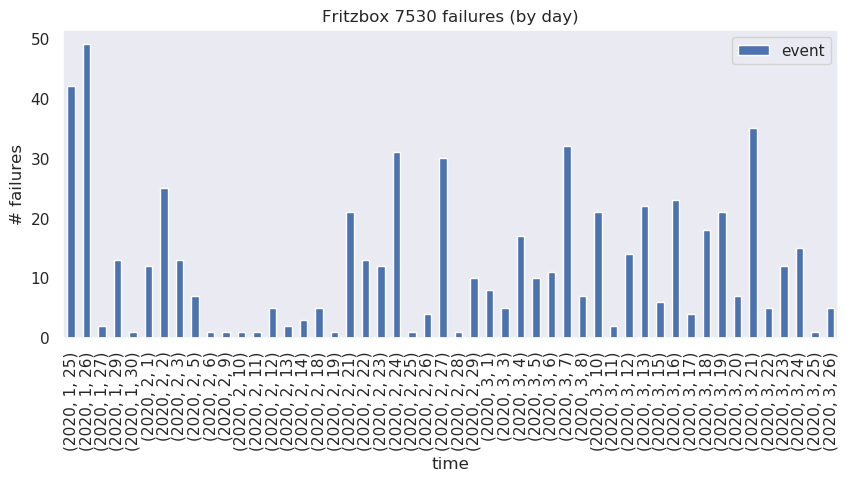 Fritzbox 7530 failures (by day)
event
# failures
50
40
30
20
10
0
(2020, 1, 25)
(2020, 1, 26)
(2020, 1, 27)
(2020, 1, 29)
(2020, 1, 30)
(2020, 2, 1)
(2020, 2, 2)
(2020, 2, 3)
(2020, 2, 5)
(2020, 2, 6)
(2020, 2, 9)
(2020, 2, 10)
(2020, 2, 11)
(2020, 2, 12)
(2020, 2, 13)
(2020, 2, 14)
(2020, 2, 18)
(2020, 2, 19)
(2020, 2, 21)
(2020, 2, 22)
(2020, 2, 23)
(2020, 2, 24)
(2020, 2, 25)
(2020, 2, 26)
(2020, 2, 27)
(2020, 2, 28)
(2020, 2, 29)
(2020, 3, 1)
(2020, 3, 3)
(2020, 3, 4)
(2020, 3, 5)
(2020, 3, 6)
(2020, 3, 7)
(2020, 3, 8)
(2020, 3, 10)
(2020, 3, 11)
(2020, 3, 12)
(2020, 3, 13)
(2020, 3, 15)
(2020, 3, 16)
(2020, 3, 17)
(2020, 3, 18)
(2020, 3, 19)
(2020, 3, 20)
(2020, 3, 21)
(2020, 3, 22)
(2020, 3, 23)
(2020, 3, 24)
(2020, 3, 25)
(2020, 3, 26)
time